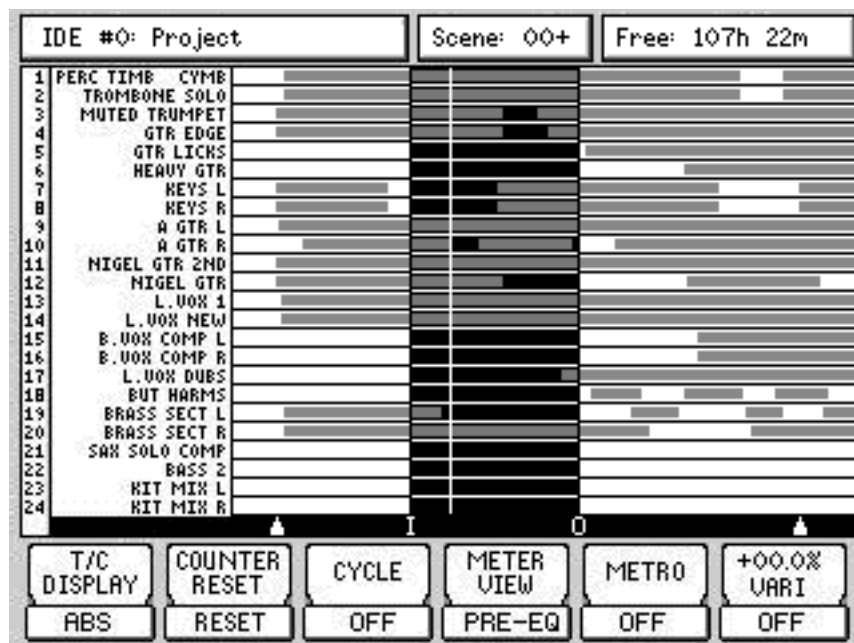 IDE #0: Project Scene: 00+ Free: 107h 22m
1 PERC TIMB CYMB
2 TROMBONE SOLO
3 MUTED TRUMPET
4 GTR EDGE
5 GTR LICKS
6 HEAVY GTR
7 KEYS L
8 KEYS R
9 A GTR L
10 A GTR R
11 NIGEL GTR 2ND
12 NIGEL GTR
13 L.VOX 1
14 L.VOX NEW
15 B.VOX COMP L
16 B.VOX COMP R
17 L.VOX DUBS
18 BUT HARMS
19 BRASS SECT L
20 BRASS SECT R
21 SAX SOLO COMP
22 BASS 2
23 KIT MIX L
24 KIT MIX R
I O
T/C DISPLAY
ABS
COUNTER RESET
RESET
CYCLE
OFF
METER VIEW
PRE-EQ
METRO
OFF
+00.0% VARI
OFF